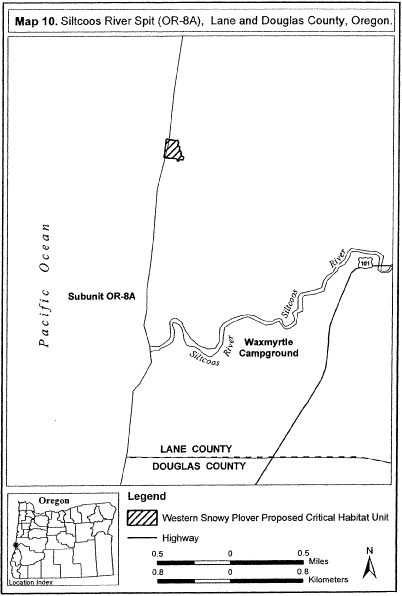 Map 10. Siltcoos River Spit (OR-8A), Lane and Douglas County, Oregon.
Pacific Ocean
Subunit OR-8A
Siltcoos River
101
Siltcoos River
Waxmyrtle
Campground
LANE COUNTY
DOUGLAS COUNTY
Oregon
Location Index
Legend
Western Snowy Plover Proposed Critical Habitat Unit
Highway
0.5 0 0.5
Miles
0.8 0 0.8
Kilometers
N